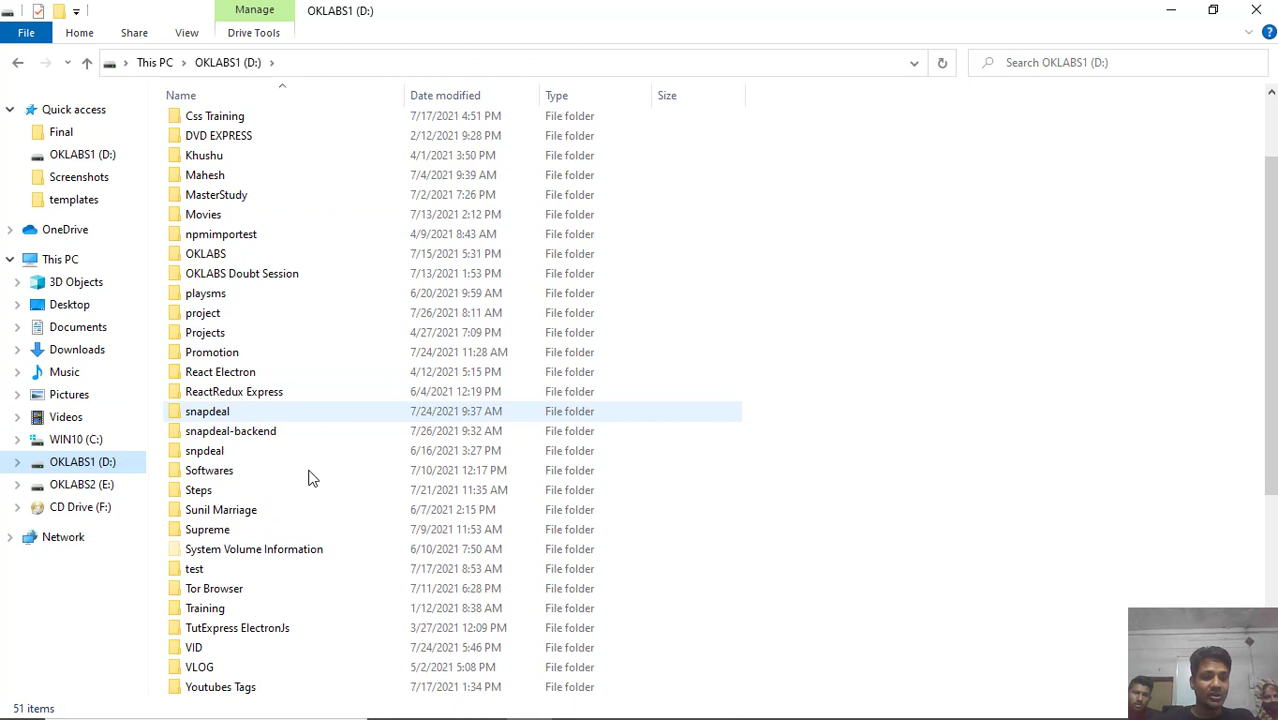 Manage
OKLABS1 (D:)
File
Home
Share
View
Drive Tools
This PC
OKLABS1 (D:)
Search OKLABS1 (D:)
Name
Date modified
Type
Size
Quick access
Final
OKLABS1 (D:)
Screenshots
templates
OneDrive
This PC
3D Objects
Desktop
Documents
Downloads
Music
Pictures
Videos
WIN10 (C:)
OKLABS1 (D:)
OKLABS2 (E:)
CD Drive (F:)
Network
Css Training 7/17/2021 4:51 PM File folder
DVD EXPRESS 2/12/2021 9:28 PM File folder
Khushu 4/1/2021 3:50 PM File folder
Mahesh 7/4/2021 9:39 AM File folder
MasterStudy 7/2/2021 7:26 PM File folder
Movies 7/13/2021 2:12 PM File folder
npmimportest 4/9/2021 8:43 AM File folder
OKLABS 7/15/2021 5:31 PM File folder
OKLABS Doubt Session 7/13/2021 1:53 PM File folder
playsms 6/20/2021 9:59 AM File folder
project 7/26/2021 8:11 AM File folder
Projects 4/27/2021 7:09 PM File folder
Promotion 7/24/2021 11:28 AM File folder
React Electron 4/12/2021 5:15 PM File folder
ReactRedux Express 6/4/2021 12:19 PM File folder
snapdeal 7/24/2021 9:37 AM File folder
snapdeal-backend 7/26/2021 9:32 AM File folder
snpdeal 6/16/2021 3:27 PM File folder
Softwares 7/10/2021 12:17 PM File folder
Steps 7/21/2021 11:35 AM File folder
Sunil Marriage 6/7/2021 2:15 PM File folder
Supreme 7/9/2021 11:53 AM File folder
System Volume Information 6/10/2021 7:50 AM File folder
test 7/17/2021 8:53 AM File folder
Tor Browser 7/11/2021 6:28 PM File folder
Training 1/12/2021 8:38 AM File folder
TutExpress ElectronJs 3/27/2021 12:09 PM File folder
VID 7/24/2021 5:46 PM File folder
VLOG 5/2/2021 5:08 PM File folder
Youtubes Tags 7/17/2021 1:34 PM File folder
51 items